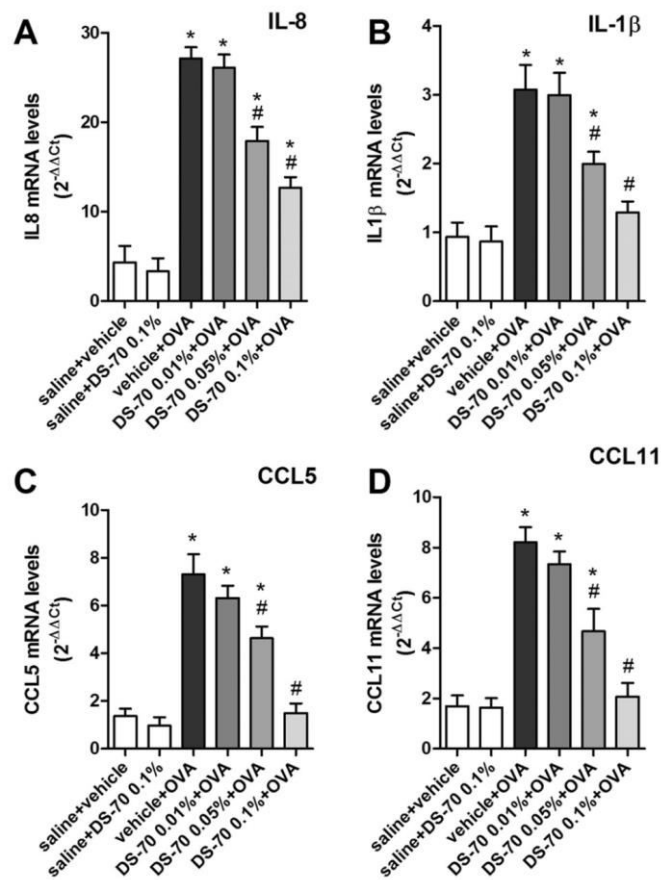 A
IL-8
IL8 mRNA levels
(2-ΔΔCt)
30
20
10
0
*
*
*
#
*
#
saline+vehicle
saline+DS-70 0.1%
vehicle+OVA
DS-70 0.01%+OVA
DS-70 0.05%+OVA
DS-70 0.1%+OVA
B
IL-1β
IL1β mRNA levels
(2-ΔΔCt)
4
3
2
1
0
*
*
*
#
#
saline+vehicle
saline+DS-70 0.1%
vehicle+OVA
DS-70 0.01%+OVA
DS-70 0.05%+OVA
DS-70 0.1%+OVA
C
CCL5
CCL5 mRNA levels
(2-ΔΔCt)
10
8
6
4
2
0
*
*
*
#
#
saline+vehicle
saline+DS-70 0.1%
vehicle+OVA
DS-70 0.01%+OVA
DS-70 0.05%+OVA
DS-70 0.1%+OVA
D
CCL11
CCL11 mRNA levels
(2-ΔΔCt)
10
8
6
4
2
0
*
*
*
#
#
saline+vehicle
saline+DS-70 0.1%
vehicle+OVA
DS-70 0.01%+OVA
DS-70 0.05%+OVA
DS-70 0.1%+OVA